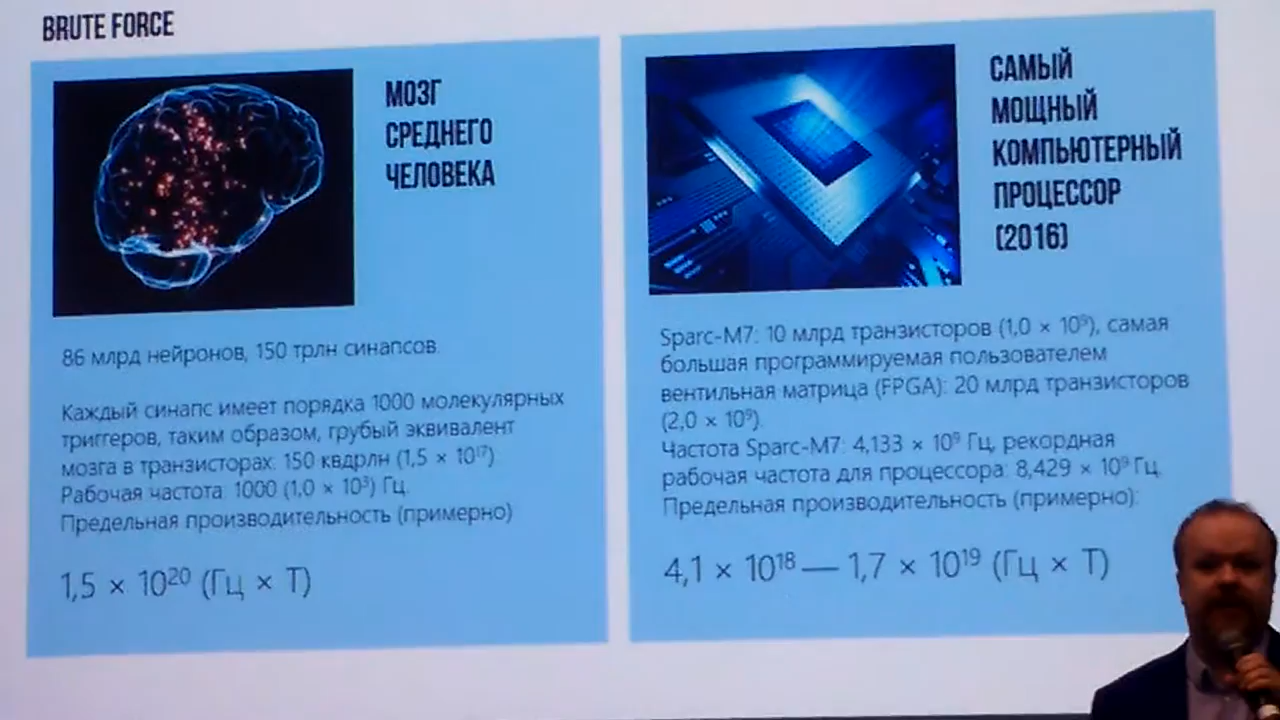 BRUTE FORCE
МОЗГ
СРЕДНЕГО
ЧЕЛОВЕКА
86 млрд нейронов, 150 трлн синапсов.
Каждый синапс имеет порядка 1000 молекулярных
триггеров, таким образом, грубый эквивалент
мозга в транзисторах: 150 квдрлн (1,5 × 10¹⁷)
Рабочая частота: 1000 (1,0 × 10³) Гц.
Предельная производительность (примерно)
1,5 × 10²⁰ (Гц × Т)
САМЫЙ
МОЩНЫЙ
КОМПЬЮТЕРНЫЙ
ПРОЦЕССОР
(2016)
Sparc-M7: 10 млрд транзисторов (1,0 × 10⁹), самая
большая программируемая пользователем
вентильная матрица (FPGA): 20 млрд транзисторов
(2,0 × 10⁹).
Частота Sparc-M7: 4,133 × 10⁹ Гц, рекордная
рабочая частота для процессора: 8,429 × 10⁹ Гц.
Предельная производительность (примерно):
4,1 × 10¹⁸ — 1,7 × 10¹⁹ (Гц × Т)